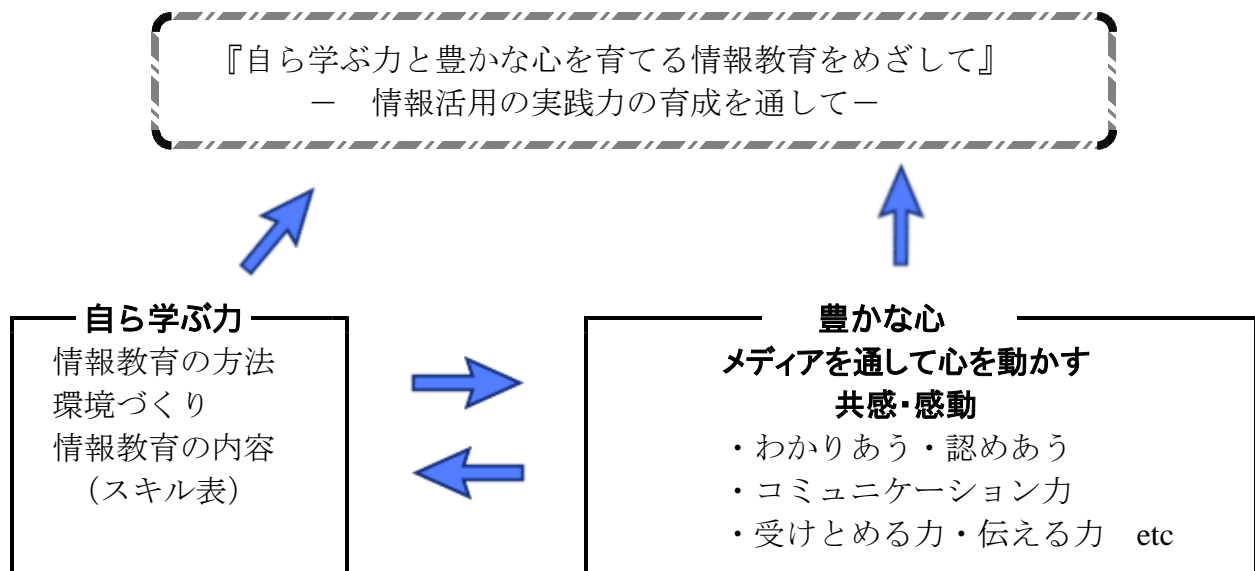 『自ら学ぶ力と豊かな心を育てる情報教育をめざして』
－　情報活用の実践力の育成を通して－
自ら学ぶ力
情報教育の方法
環境づくり
情報教育の内容
（スキル表）
豊かな心
メディアを通して心を動かす
共感・感動
・わかりあう・認めあう
・コミュニケーション力
・受けとめる力・伝える力　etc